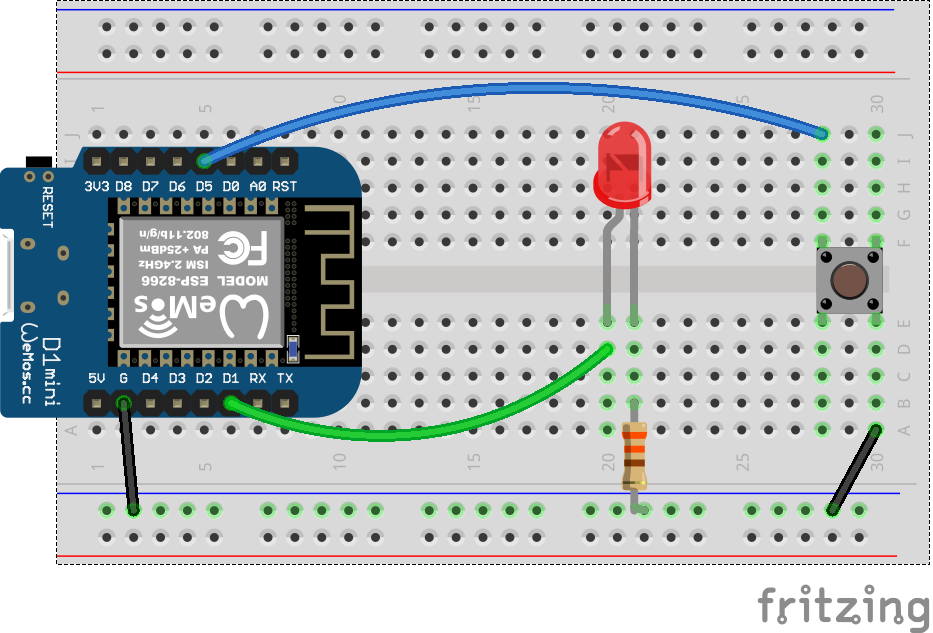 1 5 10 15 20 25 30
J
I
H
G
F
E
D
C
B
A
3V3 D8 D7 D6 D5 D0 A0 RST
RESET
WeMos
MODEL ESP-8266
ISM 2.4GHz
PA +25dBm
802.11b/g/n
FC
D1 mini
WeMos.cc
5V G D4 D3 D2 D1 RX TX
J
A
1 5 10 15 20 25 30
fritzing